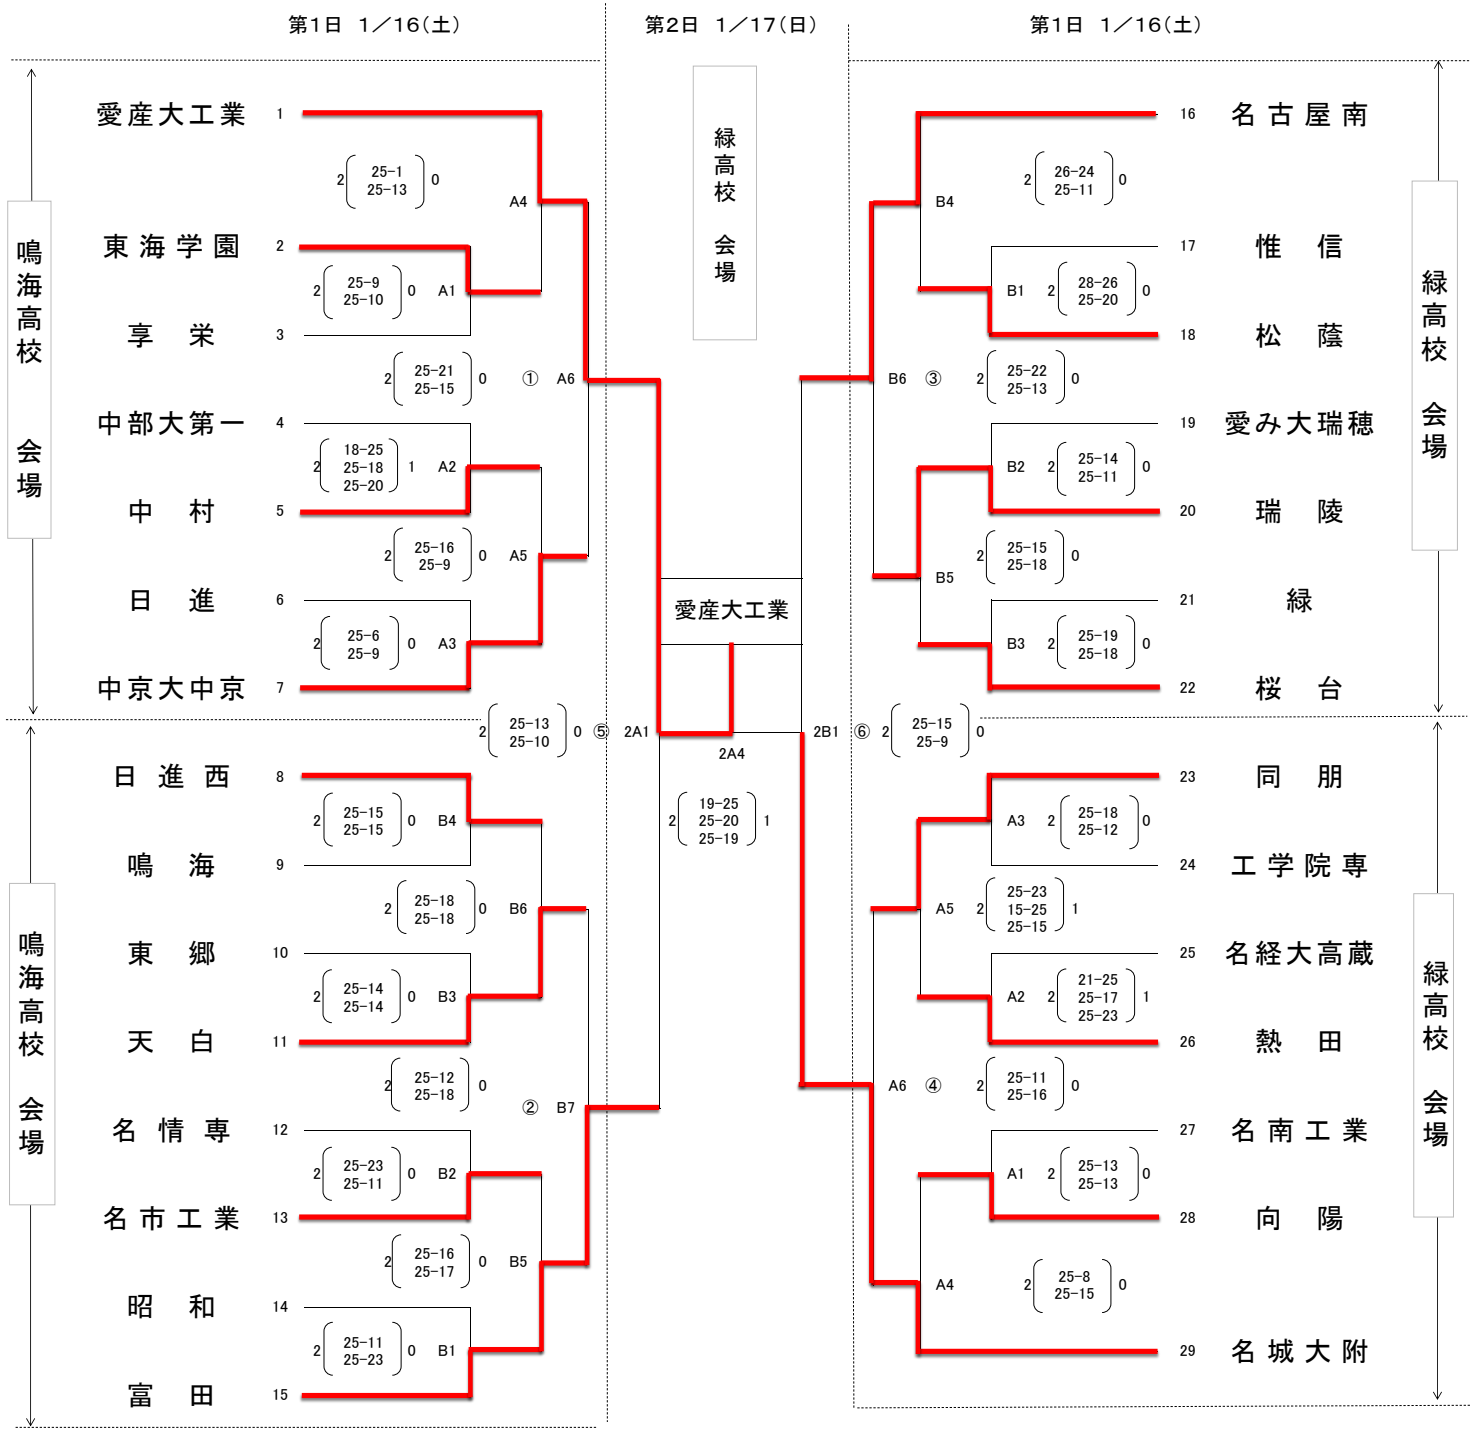 第1日 1／16(土)
第2日 1／17(日)
第1日 1／16(土)
鳴海高校 会場
愛産大工業 1
2 25-1 0
25-13
A4
東海学園 2
2 25-9 0 A1
25-10
享栄 3
2 25-21 0 ① A6
25-15
中部大第一 4
18-25
2 25-18 1 A2
25-20
中村 5
2 25-16 0 A5
25-9
日進 6
2 25-6 0 A3
25-9
中京大中京 7
2 25-13 0 ⑤ 2A1
25-10
鳴海高校 会場
日進西 8
2 25-15 0 B4
25-15
鳴海 9
2 25-18 0 B6
25-18
東郷 10
2 25-14 0 B3
25-14
天白 11
2 25-12 0
25-18
② B7
名情専 12
2 25-23 0 B2
25-11
名市工業 13
2 25-16 0 B5
25-17
昭和 14
2 25-11 0 B1
25-23
富田 15
緑高校 会場
愛産大工業
2A4
19-25
2 25-20 1
25-19
緑高校 会場
16 名古屋南
2 26-24 0
25-11
B4
17 惟信
B1 2 28-26 0
25-20
18 松蔭
B6 ③ 2 25-22 0
25-13
19 愛み大瑞穂
B2 2 25-14 0
25-11
20 瑞陵
B5 2 25-15 0
25-18
21 緑
B3 2 25-19 0
25-18
22 桜台
2B1 ⑥ 2 25-15 0
25-9
緑高校 会場
23 同朋
A3 2 25-18 0
25-12
24 工学院専
25-23
A5 2 15-25 1
25-15
25 名経大高蔵
21-25
A2 2 25-17 1
25-23
26 熱田
A6 ④ 2 25-11 0
25-16
27 名南工業
A1 2 25-13 0
25-13
28 向陽
A4 2 25-8 0
25-15
29 名城大附